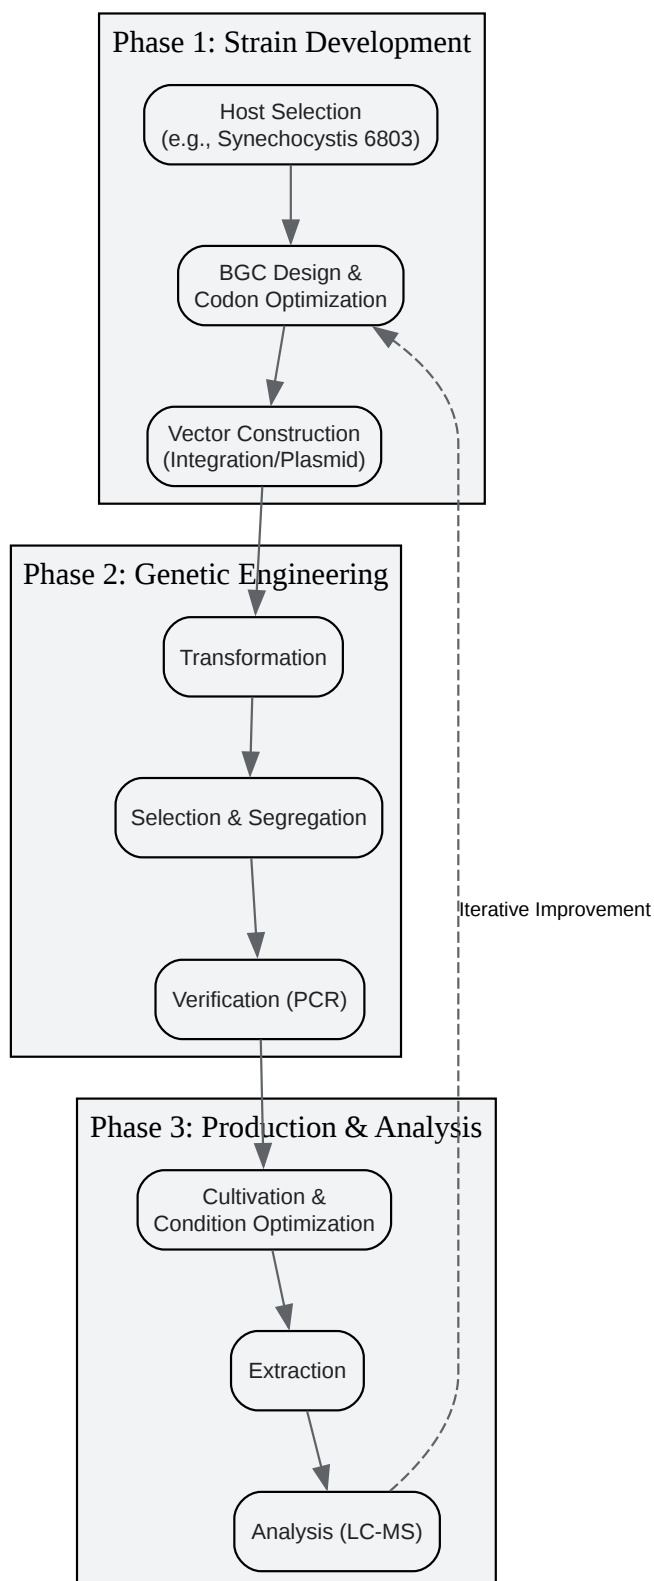 Phase 1: Strain Development
Host Selection
(e.g., Synechocystis 6803)
BGC Design &
Codon Optimization
Vector Construction
(Integration/Plasmid)
Phase 2: Genetic Engineering
Transformation
Selection & Segregation
Iterative Improvement
Verification (PCR)
Phase 3: Production & Analysis
Cultivation &
Condition Optimization
Extraction
Analysis (LC-MS)